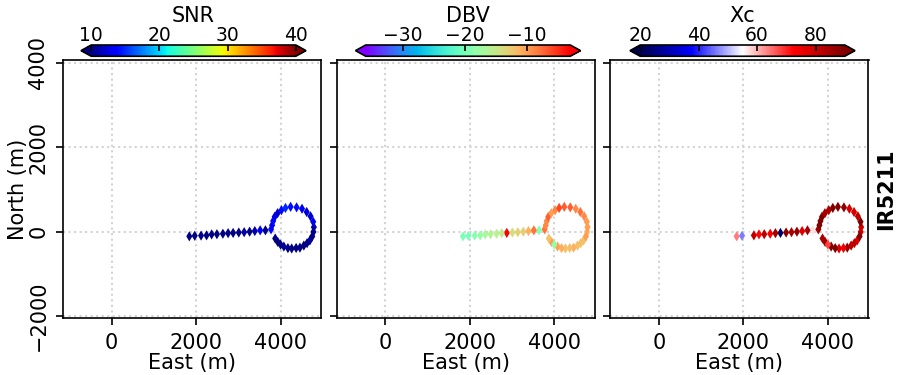 SNR DBV Xc
10 20 30 40 −30 −20 −10 20 40 60 80
4000
2000
0
−2000
North (m)
IR5211
0 2000 4000 0 2000 4000 0 2000 4000
East (m) East (m) East (m)